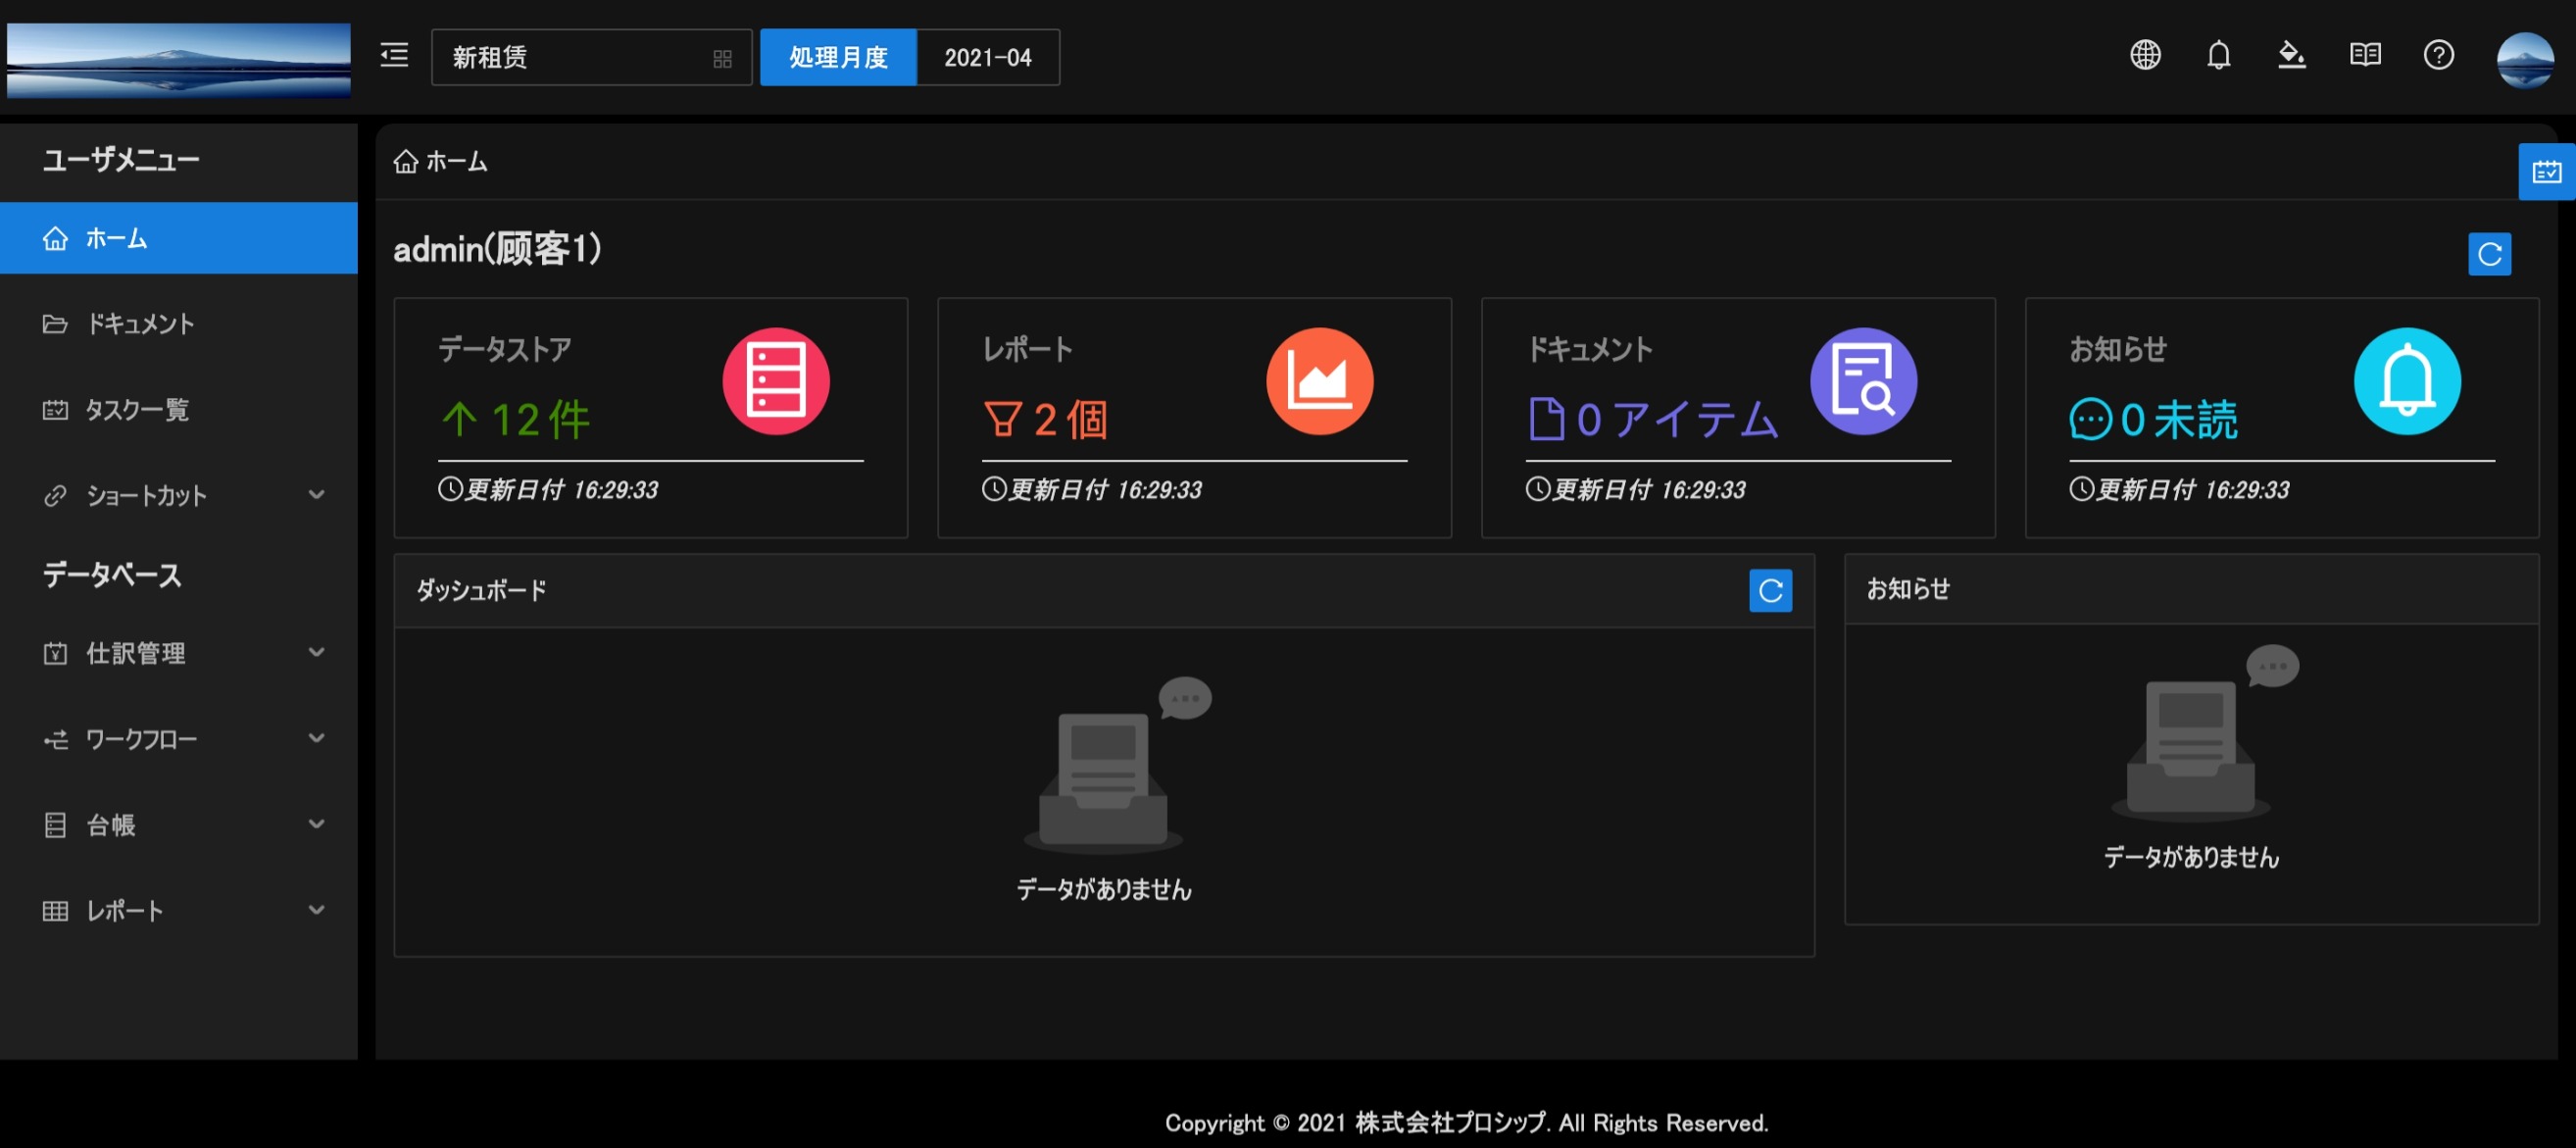 新租赁
処理月度
2021-04
ユーザメニュー
ホーム
ドキュメント
タスク一覧
ショートカット
データベース
仕訳管理
ワークフロー
台帳
レポート
ホーム
admin(顾客1)
データストア
12 件
更新日付 16:29:33
レポート
2 個
更新日付 16:29:33
ドキュメント
0 アイテム
更新日付 16:29:33
お知らせ
0 未読
更新日付 16:29:33
ダッシュボード
データがありません
お知らせ
データがありません
Copyright © 2021 株式会社プロシップ. All Rights Reserved.